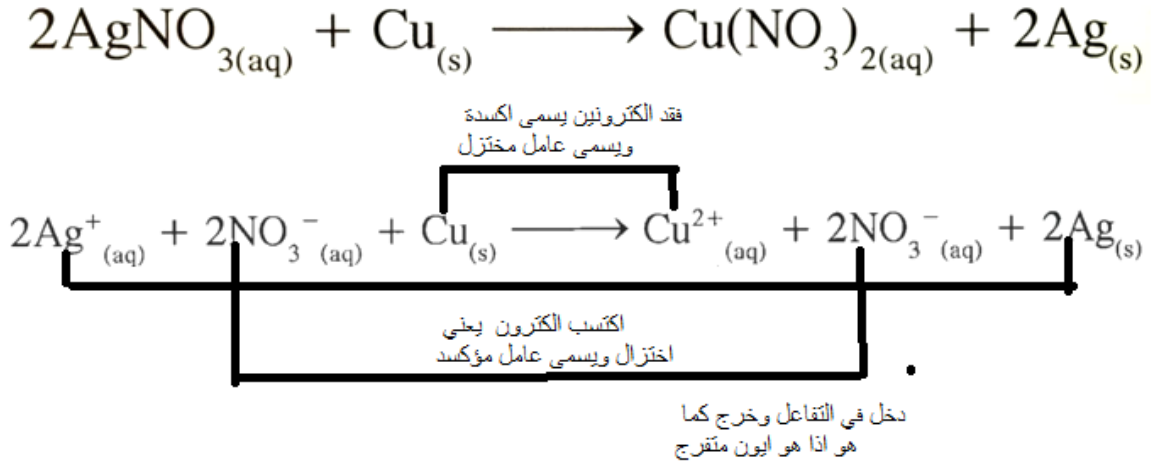 2AgNO₃(aq) + Cu(s) ⟶ Cu(NO₃)₂(aq) + 2Ag(s)
فقد الكترونين يسمى اكسدة
ويسمى عامل مختزل
2Ag⁺(aq) + 2NO₃⁻(aq) + Cu(s) ⟶ Cu²⁺(aq) + 2NO₃⁻(aq) + 2Ag(s)
اكتسب الكترون يعني
اختزال ويسمى عامل مؤكسد
دخل في التفاعل وخرج كما
هو اذا هو ايون متفرج